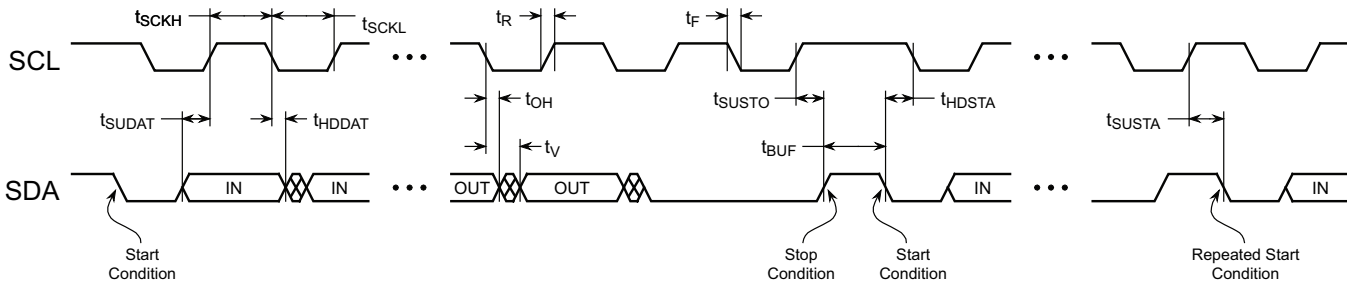 tSCKH
tSCKL
tR
tF
SCL
tOH
tSUSTO
tHDSTA
tSUDAT
tHDDAT
tSUSTA
tV
tBUF
SDA
IN
IN
OUT
OUT
IN
IN
Start
Condition
Stop
Condition
Start
Condition
Repeated Start
Condition